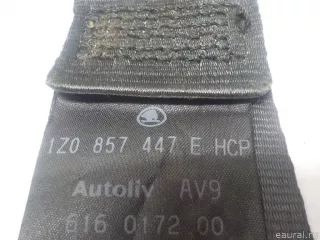 1Z0 857 447 E HCP
Autoliv AV9
616 0172 00
eaural.ru